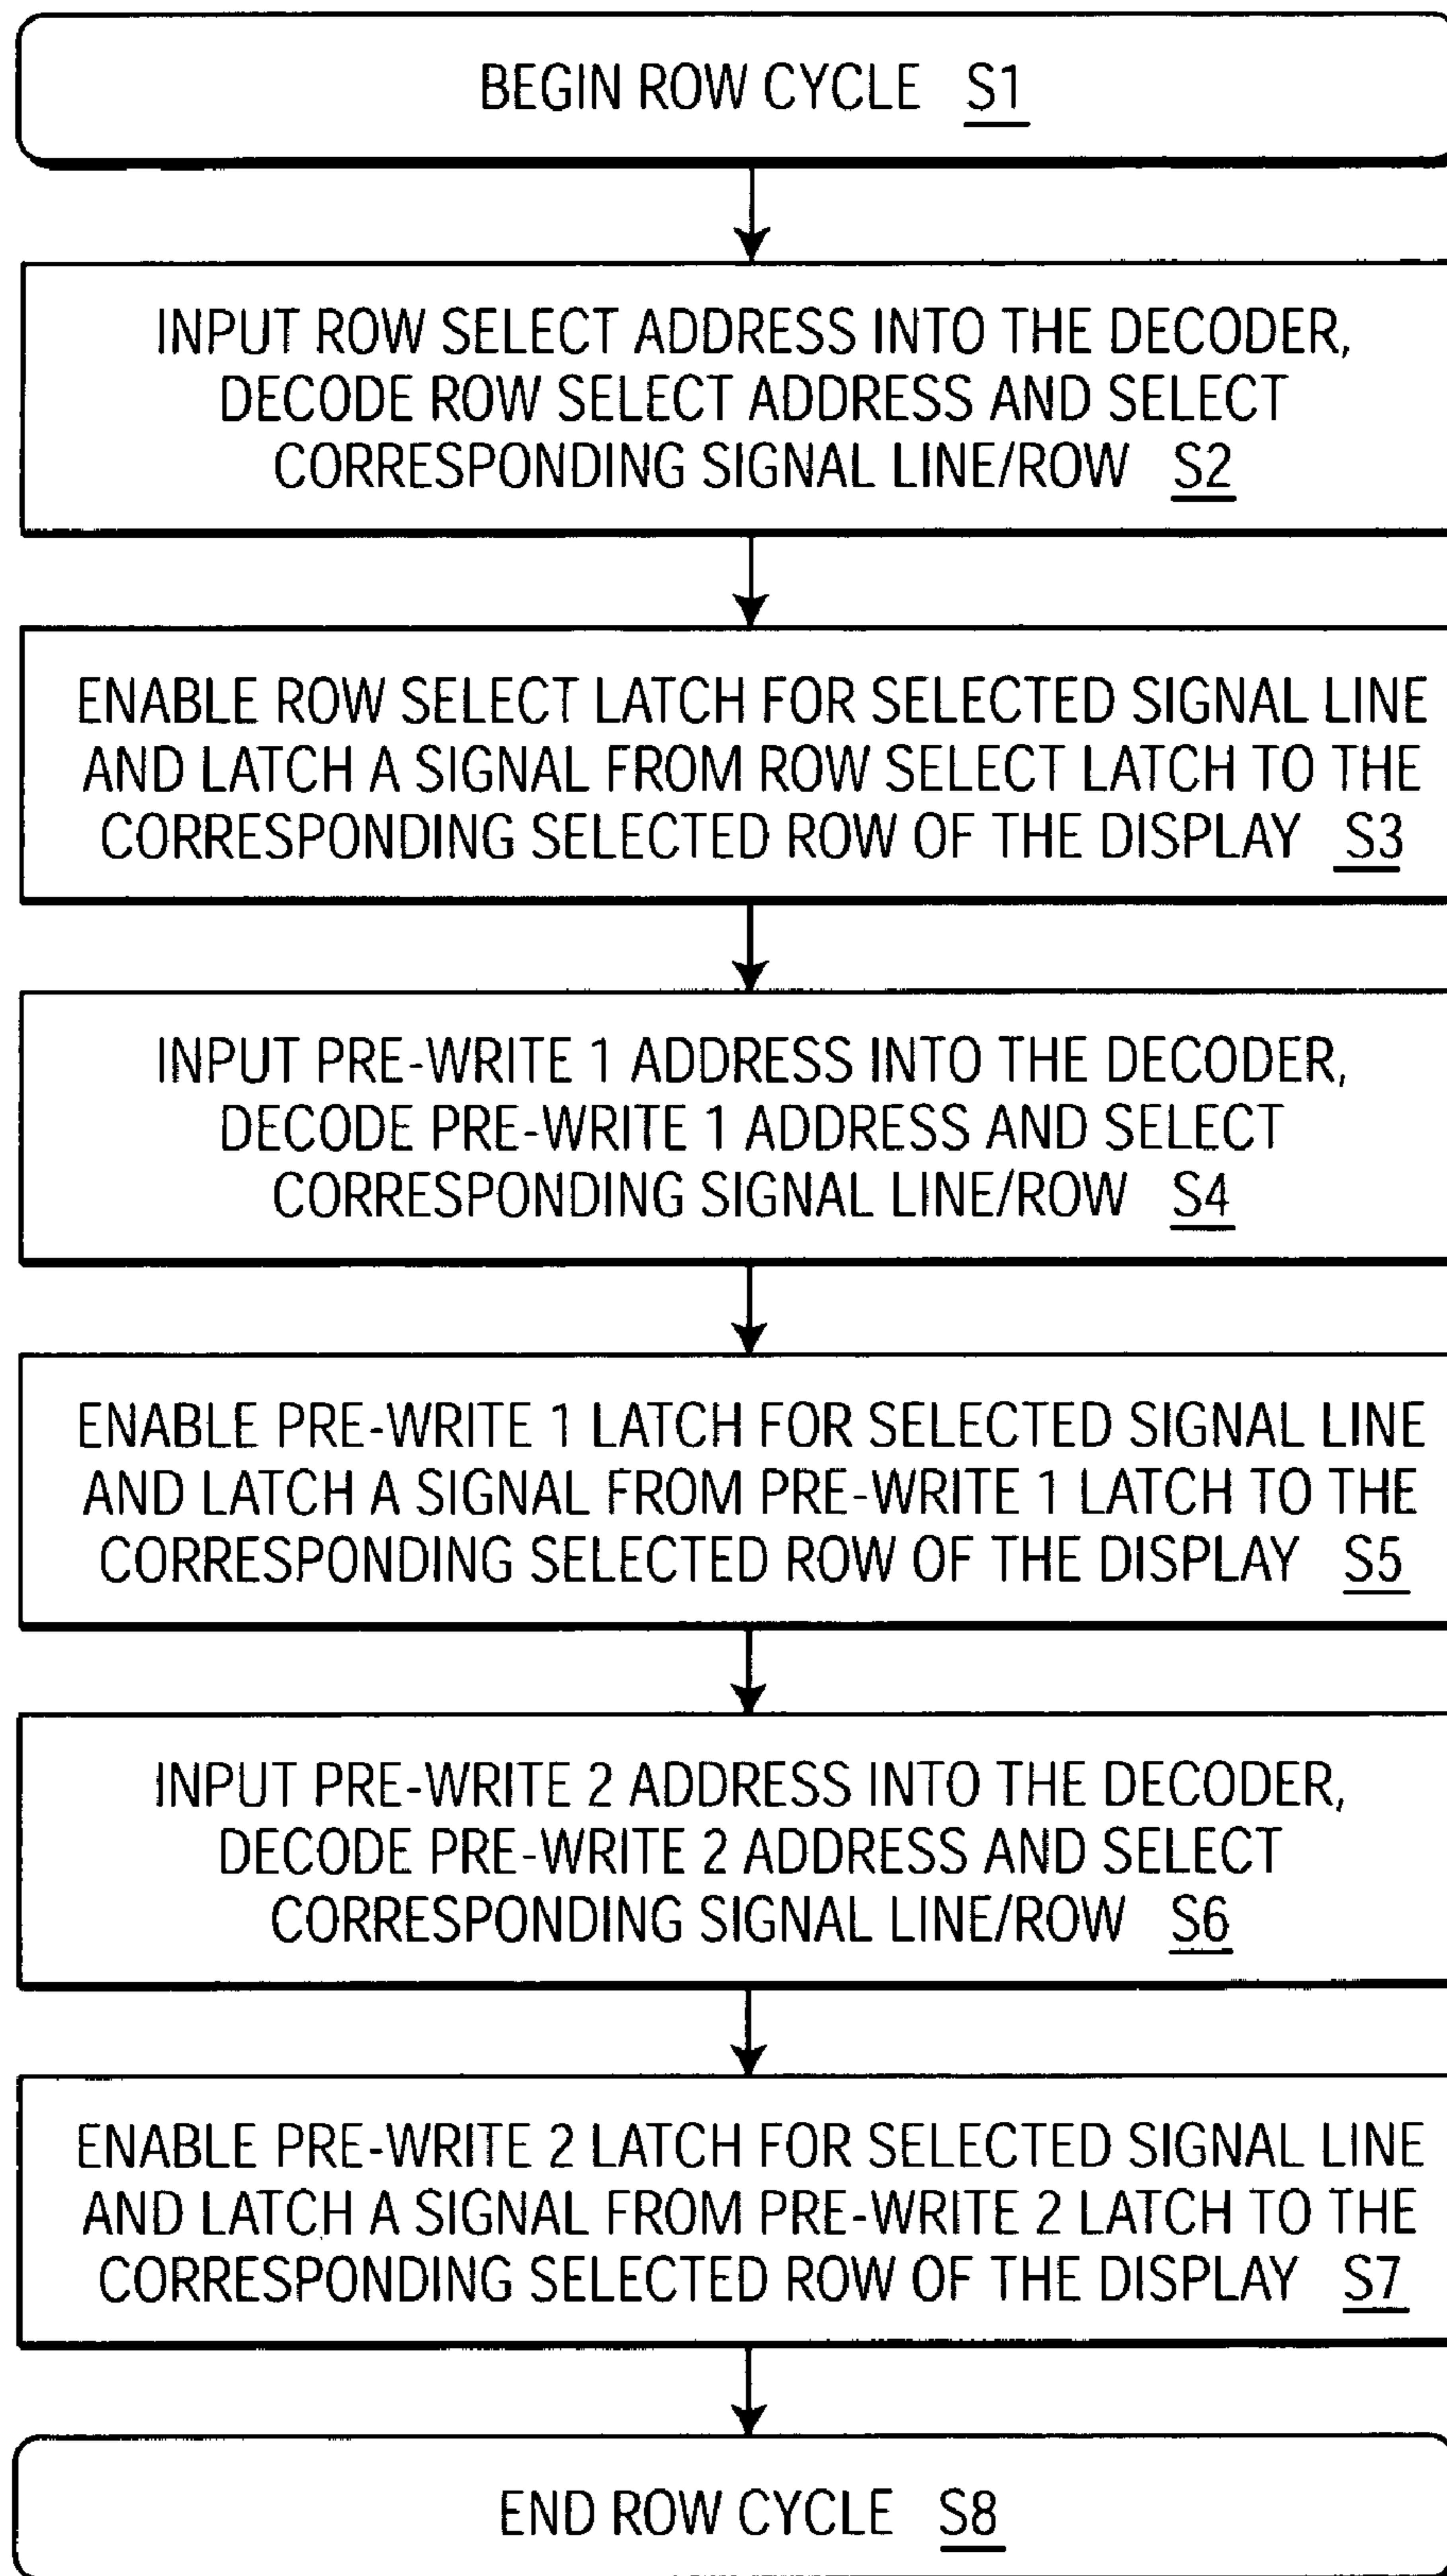 BEGIN ROW CYCLE S1
INPUT ROW SELECT ADDRESS INTO THE DECODER,
DECODE ROW SELECT ADDRESS AND SELECT
CORRESPONDING SIGNAL LINE/ROW S2
ENABLE ROW SELECT LATCH FOR SELECTED SIGNAL LINE
AND LATCH A SIGNAL FROM ROW SELECT LATCH TO THE
CORRESPONDING SELECTED ROW OF THE DISPLAY S3
INPUT PRE-WRITE 1 ADDRESS INTO THE DECODER,
DECODE PRE-WRITE 1 ADDRESS AND SELECT
CORRESPONDING SIGNAL LINE/ROW S4
ENABLE PRE-WRITE 1 LATCH FOR SELECTED SIGNAL LINE
AND LATCH A SIGNAL FROM PRE-WRITE 1 LATCH TO THE
CORRESPONDING SELECTED ROW OF THE DISPLAY S5
INPUT PRE-WRITE 2 ADDRESS INTO THE DECODER,
DECODE PRE-WRITE 2 ADDRESS AND SELECT
CORRESPONDING SIGNAL LINE/ROW S6
ENABLE PRE-WRITE 2 LATCH FOR SELECTED SIGNAL LINE
AND LATCH A SIGNAL FROM PRE-WRITE 2 LATCH TO THE
CORRESPONDING SELECTED ROW OF THE DISPLAY S7
END ROW CYCLE S8